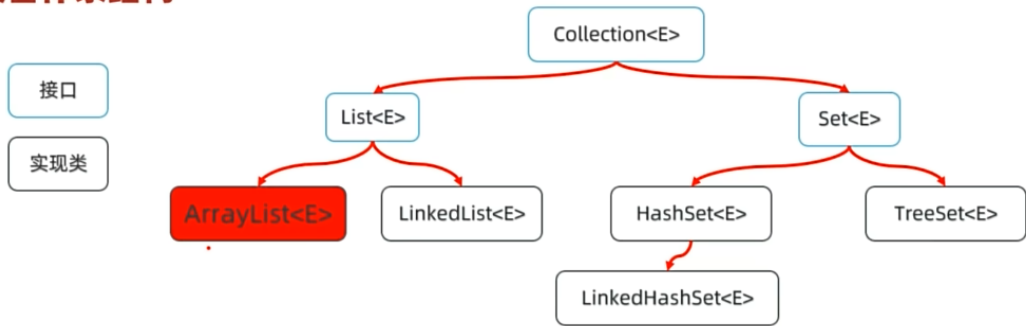 Collection<E>
接口
List<E>
Set<E>
实现类
ArrayList<E>
LinkedList<E>
HashSet<E>
TreeSet<E>
LinkedHashSet<E>